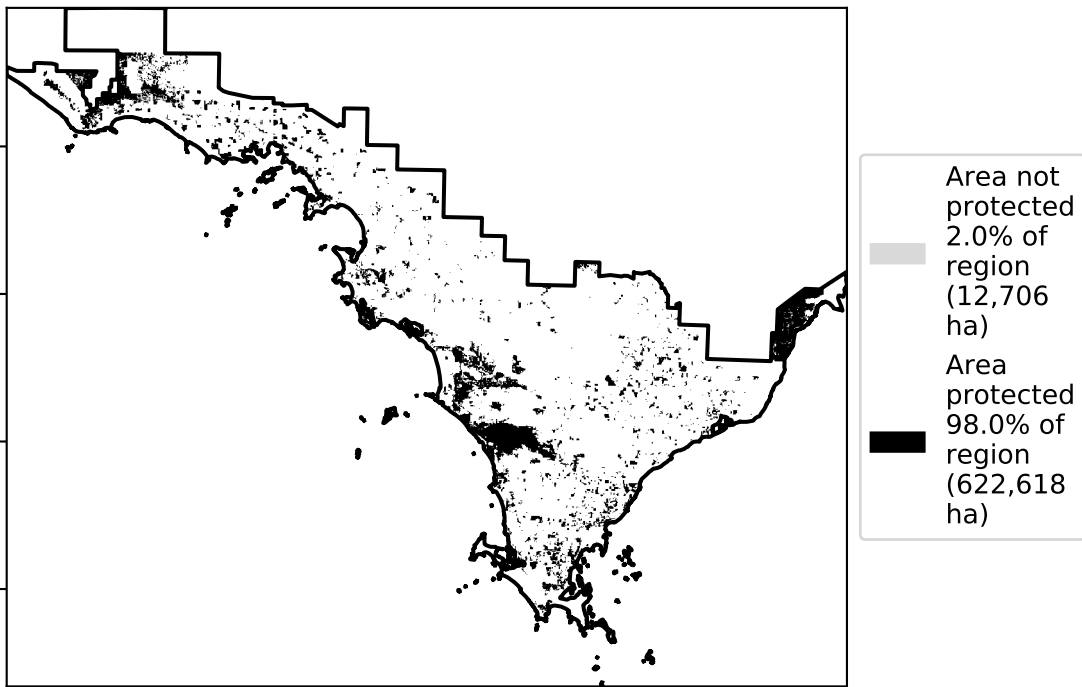 Area not
protected
2.0% of
region
(12,706
ha)
Area
protected
98.0% of
region
(622,618
ha)